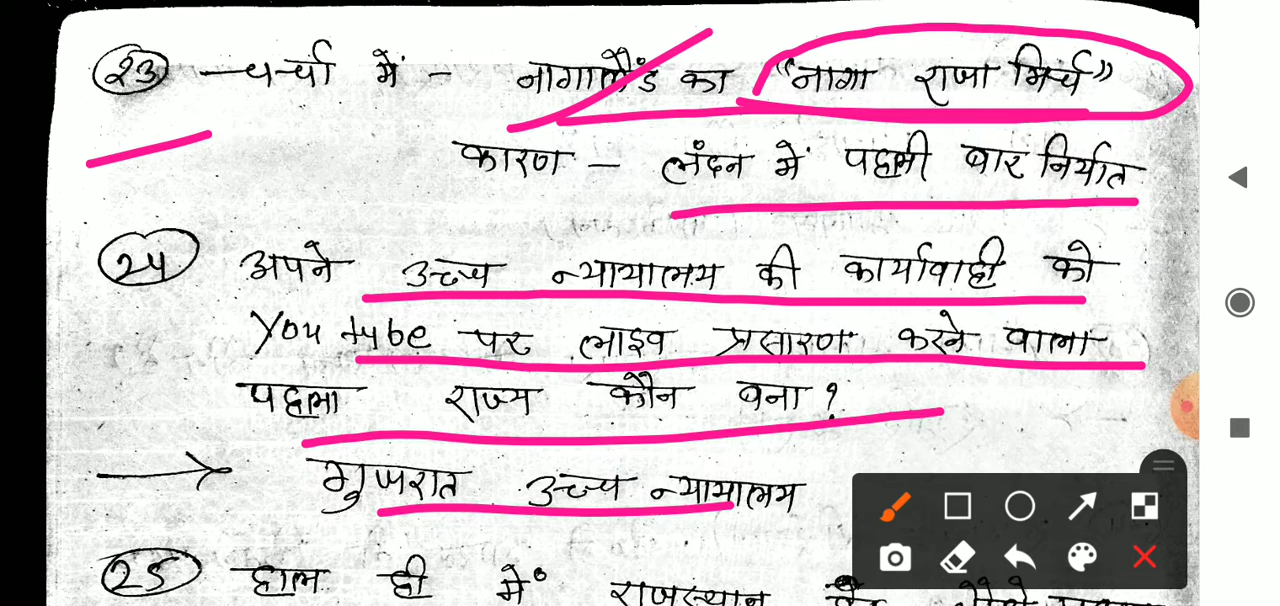 23 चर्चा में - नागालैंड का "नागा राजा मिर्च"
कारण - लंदन में पहली बार निर्यात
24 अपने उच्च न्यायालय की कार्यावाही को
You tube पर लाइव प्रसारण करने वाला
पहला राज्य कौन बना?
गुजरात उच्च न्यायालय
25 हाल ही में राजस्थान